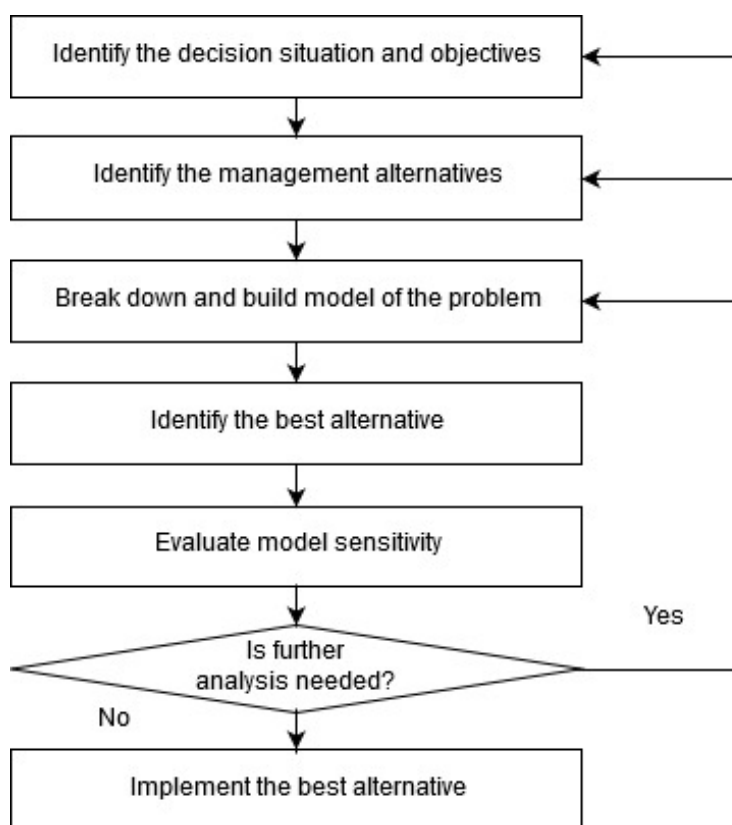 Identify the decision situation and objectives
Identify the management alternatives
Break down and build model of the problem
Identify the best alternative
Evaluate model sensitivity
Yes
Is further
analysis needed?
No
Implement the best alternative